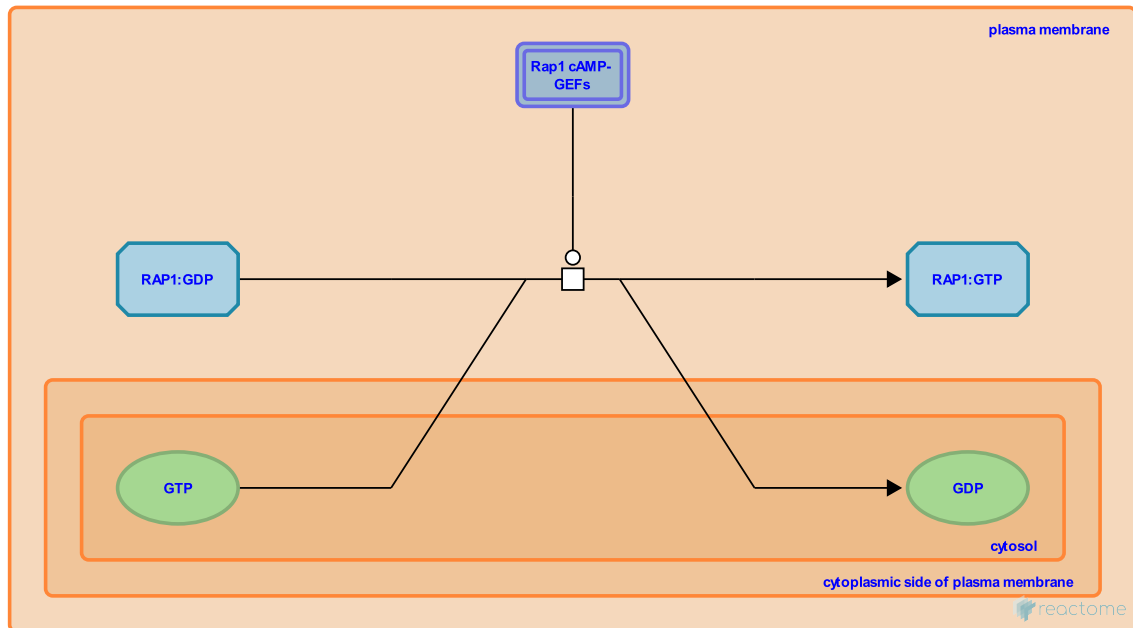 plasma membrane
Rap1 cAMP-
GEFs
RAP1:GDP
RAP1:GTP
GTP
GDP
cytosol
cytoplasmic side of plasma membrane
reactome